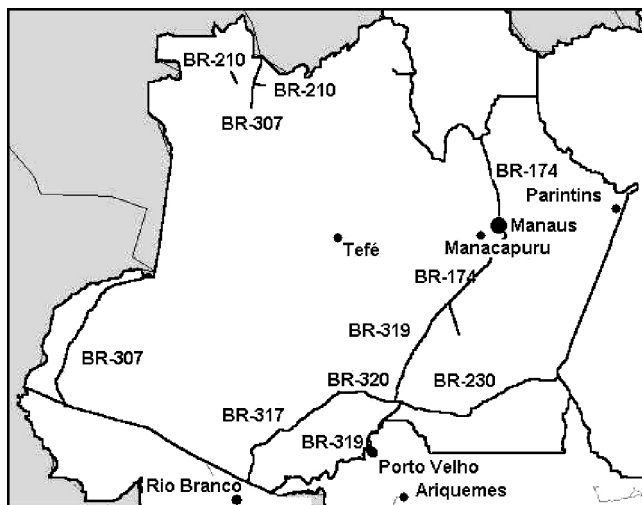 BR-210
BR-210
BR-307
BR-174
Parintins
Manaus
Tefé
Manacapuru
BR-174
BR-319
BR-307
BR-320
BR-230
BR-317
BR-319
Porto Velho
Rio Branco
Ariquemes